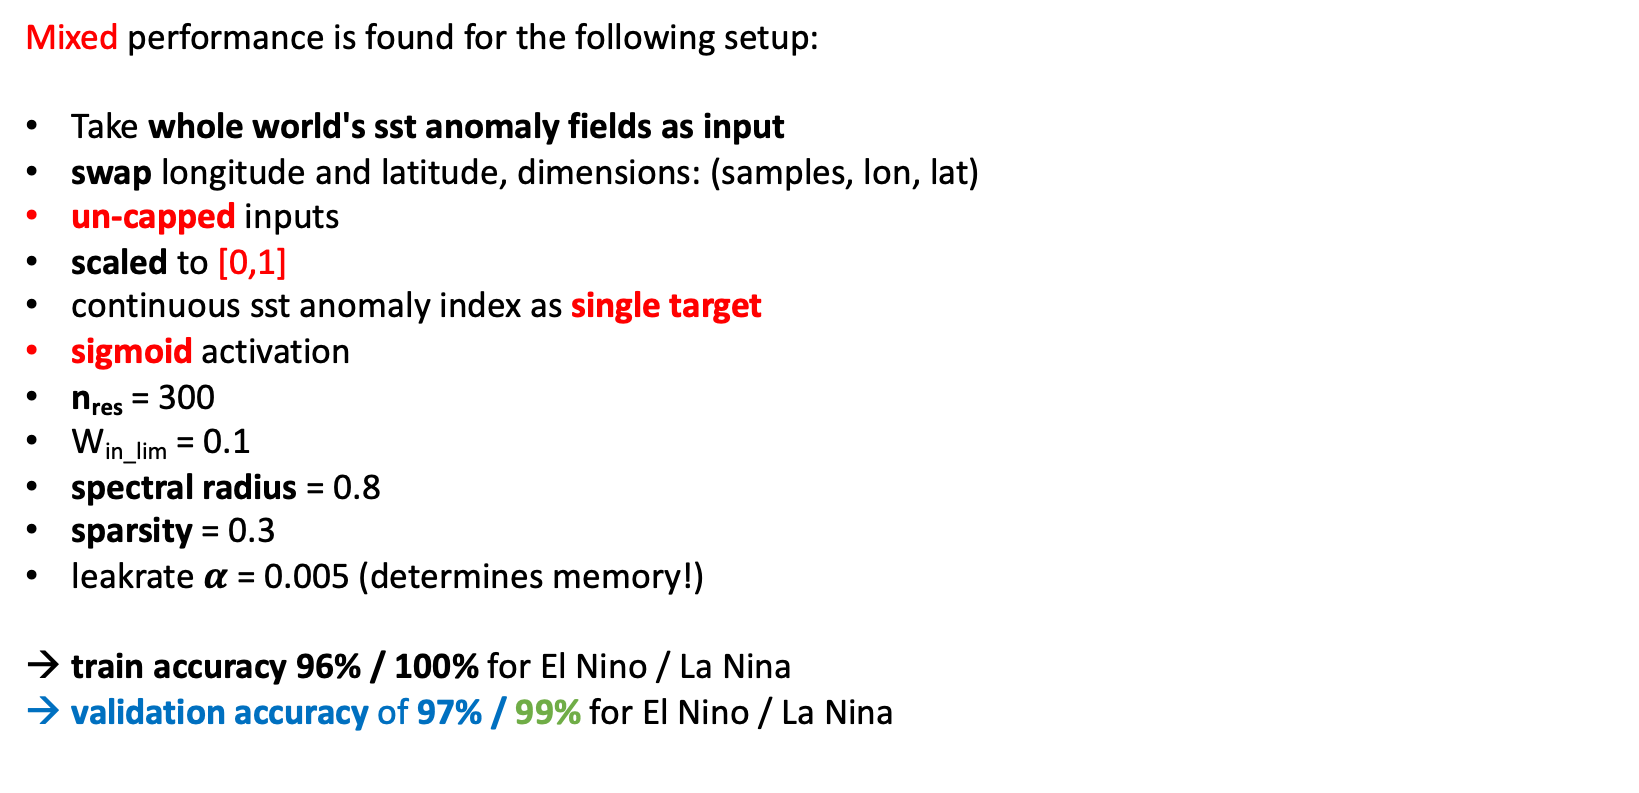 Mixed performance is found for the following setup:
• Take whole world's sst anomaly fields as input
• swap longitude and latitude, dimensions: (samples, lon, lat)
• un-capped inputs
• scaled to [0,1]
• continuous sst anomaly index as single target
• sigmoid activation
• nres = 300
• Win_lim = 0.1
• spectral radius = 0.8
• sparsity = 0.3
• leakrate α = 0.005 (determines memory!)
→ train accuracy 96% / 100% for El Nino / La Nina
→ validation accuracy of 97% / 99% for El Nino / La Nina